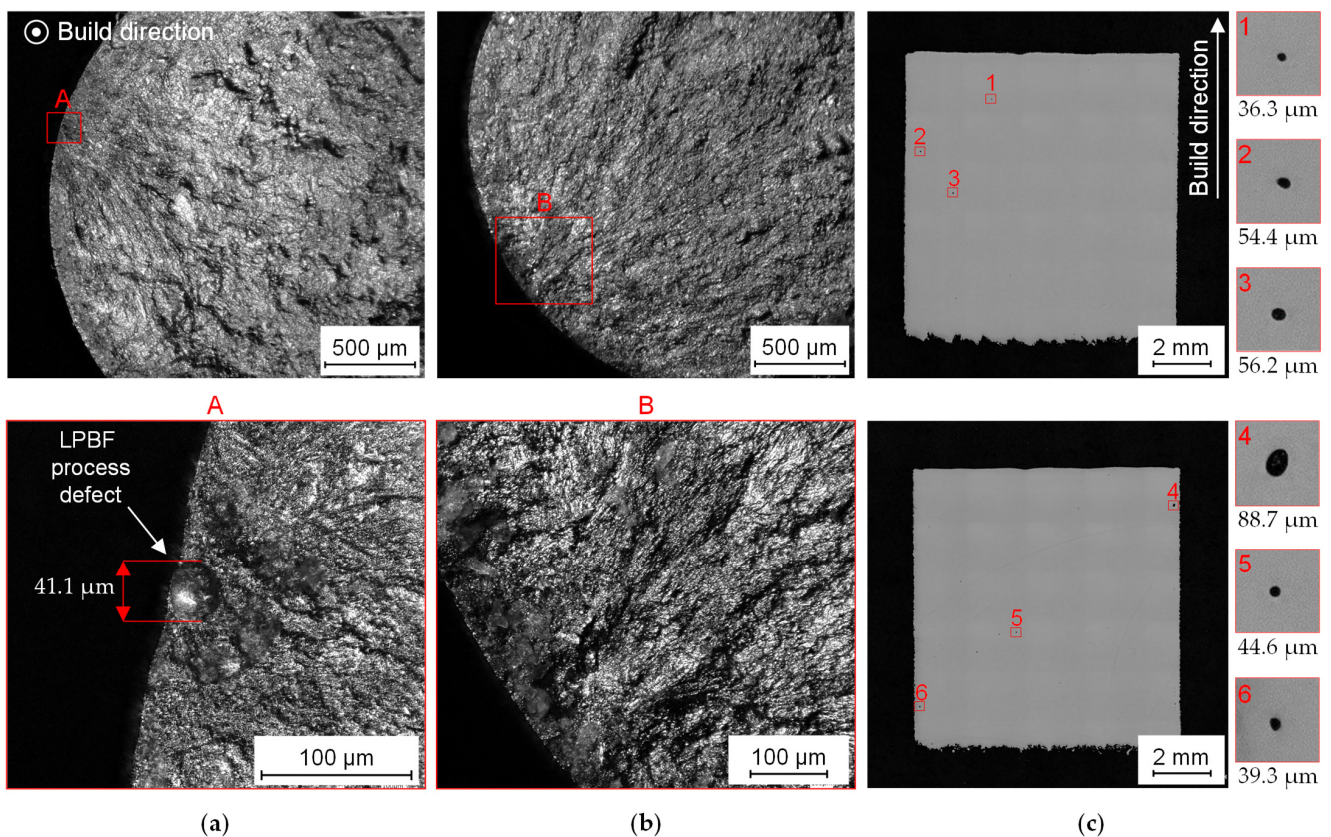 Build direction
A
500 µm
B
500 µm
Build direction
1
2
3
2 mm
1
36.3 µm
2
54.4 µm
3
56.2 µm
A
LPBF
process
defect
41.1 µm
100 µm
B
100 µm
4
5
6
2 mm
4
88.7 µm
5
44.6 µm
6
39.3 µm
(a)
(b)
(c)